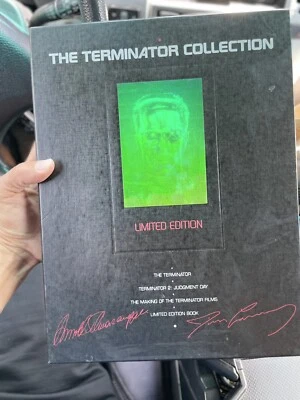 THE TERMINATOR COLLECTION
LIMITED EDITION
THE TERMINATOR
TERMINATOR 2: JUDGMENT DAY
THE MAKING OF THE TERMINATOR FILMS
LIMITED EDITION BOOK